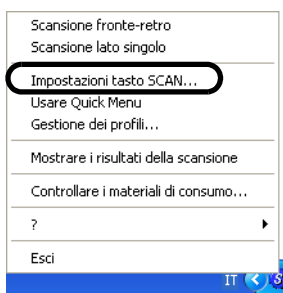 Scansione fronte-retro
Scansione lato singolo
Impostazioni tasto SCAN...
Usare Quick Menu
Gestione dei profili...
Mostrare i risultati della scansione
Controllare i materiali di consumo...
?
Esci
IT
S